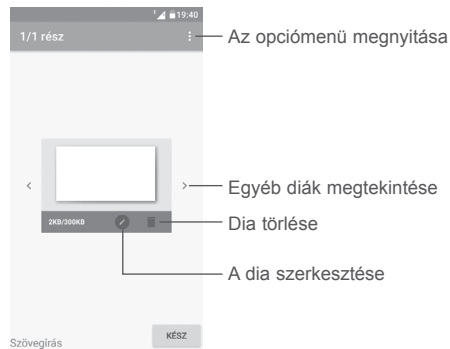 19:40
1/1 rész
Az opciómenü megnyitása
Egyéb diák megtekintése
2KB/300KB
Dia törlése
A dia szerkesztése
Szövegírás
KÉSZ